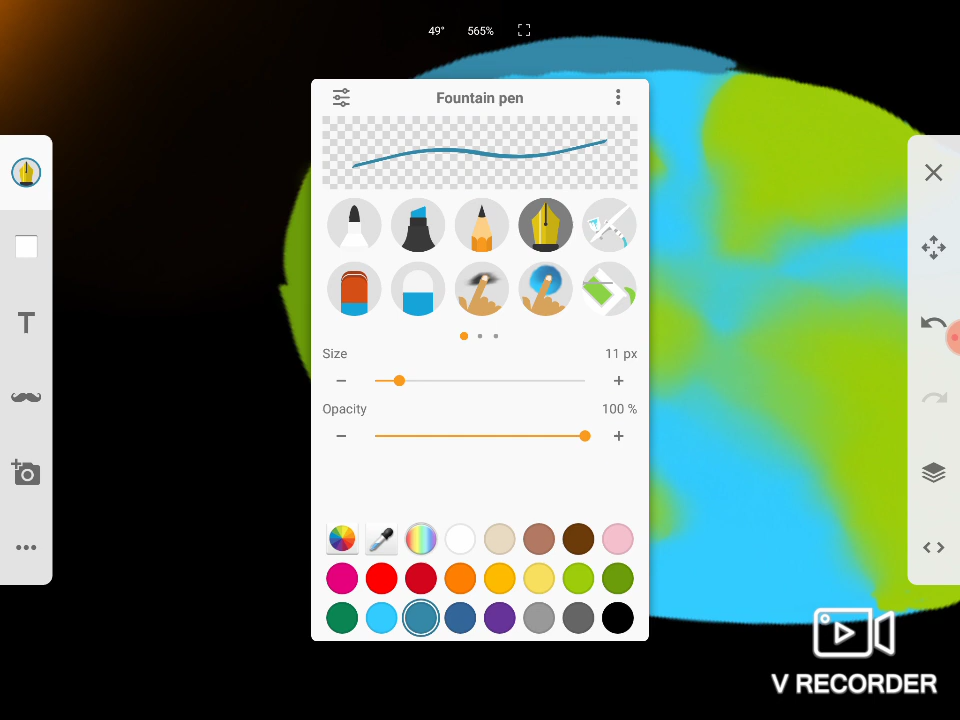 49° 565%
Fountain pen
T
Size 11 px
Opacity 100 %
V RECORDER